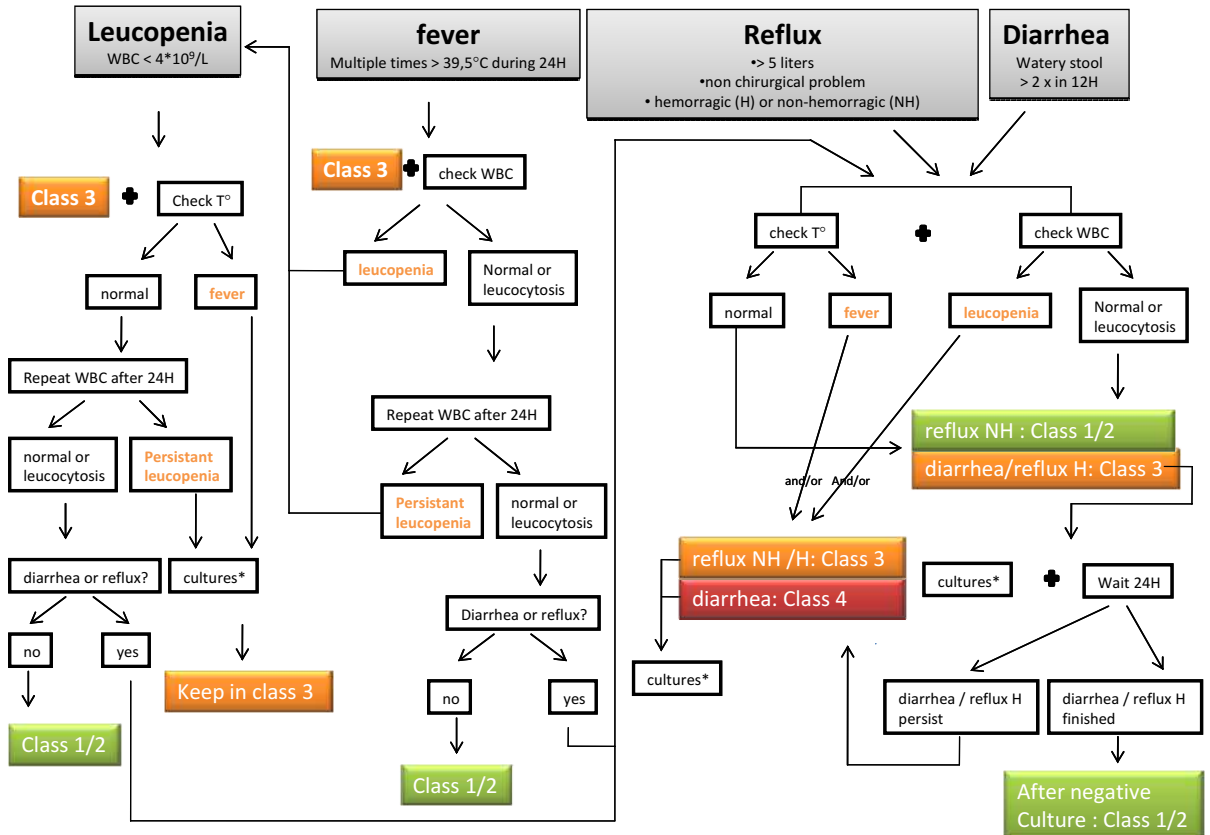 Leucopenia
WBC < 4*10⁹/L
fever
Multiple times > 39,5°C during 24H
Reflux
•> 5 liters
•non chirurgical problem
• hemorragic (H) or non-hemorragic (NH)
Diarrhea
Watery stool
> 2 x in 12H
Class 3
Check T°
normal
fever
Repeat WBC after 24H
normal or
leucocytosis
Persistant
leucopenia
diarrhea or reflux?
cultures*
no
yes
Keep in class 3
Class 1/2
Class 3
check WBC
leucopenia
Normal or
leucocytosis
Repeat WBC after 24H
Persistant
leucopenia
normal or
leucocytosis
Diarrhea or reflux?
no
yes
Class 1/2
check T°
check WBC
normal
fever
leucopenia
Normal or
leucocytosis
reflux NH : Class 1/2
diarrhea/reflux H: Class 3
and/or
And/or
reflux NH /H: Class 3
diarrhea: Class 4
cultures*
cultures*
Wait 24H
diarrhea / reflux H
persist
diarrhea / reflux H
finished
After negative
Culture : Class 1/2